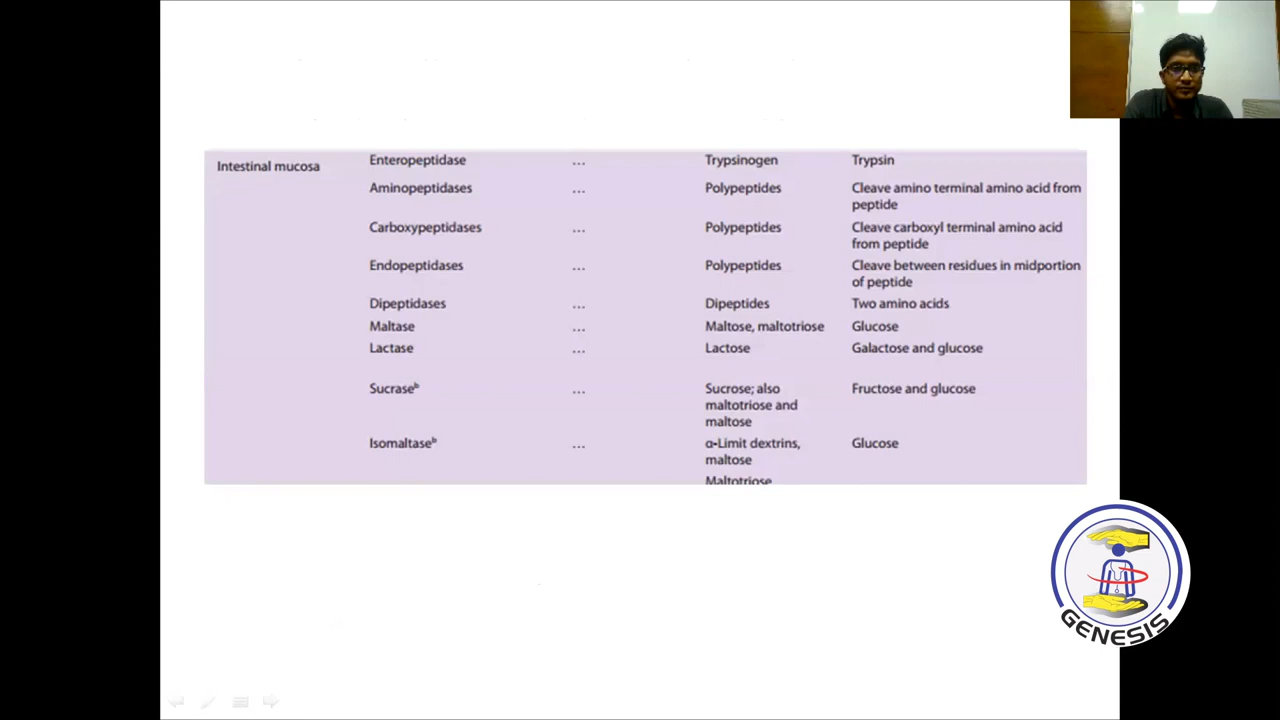 Intestinal mucosa Enteropeptidase ... Trypsinogen Trypsin
Aminopeptidases ... Polypeptides Cleave amino terminal amino acid from
peptide
Carboxypeptidases ... Polypeptides Cleave carboxyl terminal amino acid
from peptide
Endopeptidases ... Polypeptides Cleave between residues in midportion
of peptide
Dipeptidases ... Dipeptides Two amino acids
Maltase ... Maltose, maltotriose Glucose
Lactase ... Lactose Galactose and glucose
Sucraseᵇ ... Sucrose; also Fructose and glucose
maltotriose and
maltose
Isomaltaseᵇ ... α-Limit dextrins, Glucose
maltose
Maltotriose
GENESIS